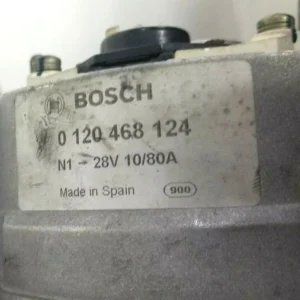 BOSCH
0 120 468 124
N1 → 28V 10/80A
Made in Spain 900